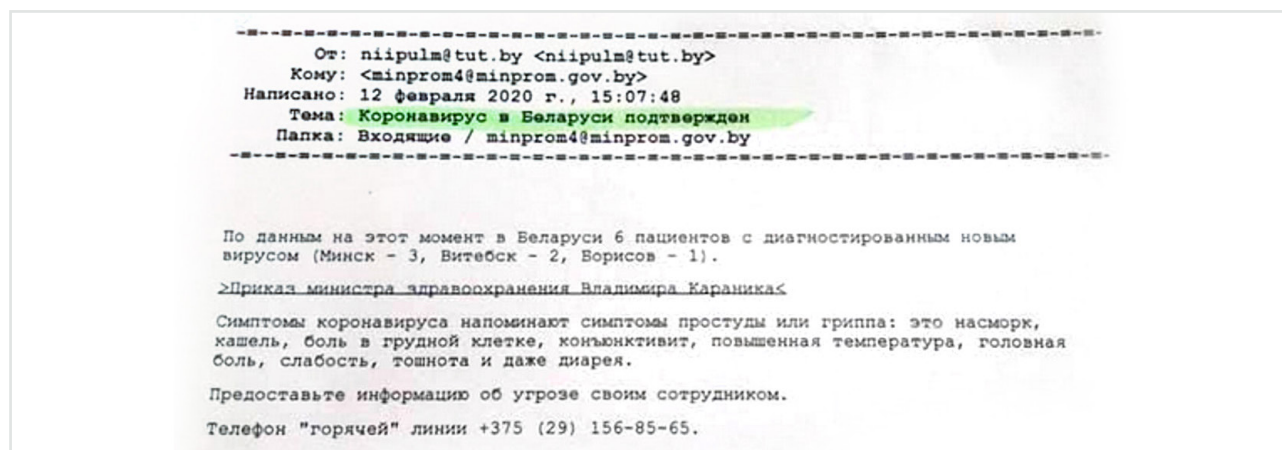 -=--=-=-=-=-=-=-=-=-=-=-=-=-=-=-=-=-=-=-=-=-=-=-=-=-=-=-=-=-=-=-=-
От: niipulm@tut.by <niipulm@tut.by>
Кому: <minprom4@minprom.gov.by>
Написано: 12 февраля 2020 г., 15:07:48
Тема: Коронавирус в Беларуси подтвержден
Папка: Входящие / minprom4@minprom.gov.by
-=--=-=-=-=-=-=-=-=-=-=-=-=-=-=-=-=-=-=-=-=-=-=-=-=-=-=-=-=-=-=-=-
По данным на этот момент в Беларуси 6 пациентов с диагностированным новым
вирусом (Минск - 3, Витебск - 2, Борисов - 1).
>Приказ министра здравоохранения Владимира Караника<
Симптомы коронавируса напоминают симптомы простуды или гриппа: это насморк,
кашель, боль в грудной клетке, конъюнктивит, повышенная температура, головная
боль, слабость, тошнота и даже диарея.
Предоставьте информацию об угрозе своим сотрудником.
Телефон "горячей" линии +375 (29) 156-85-65.